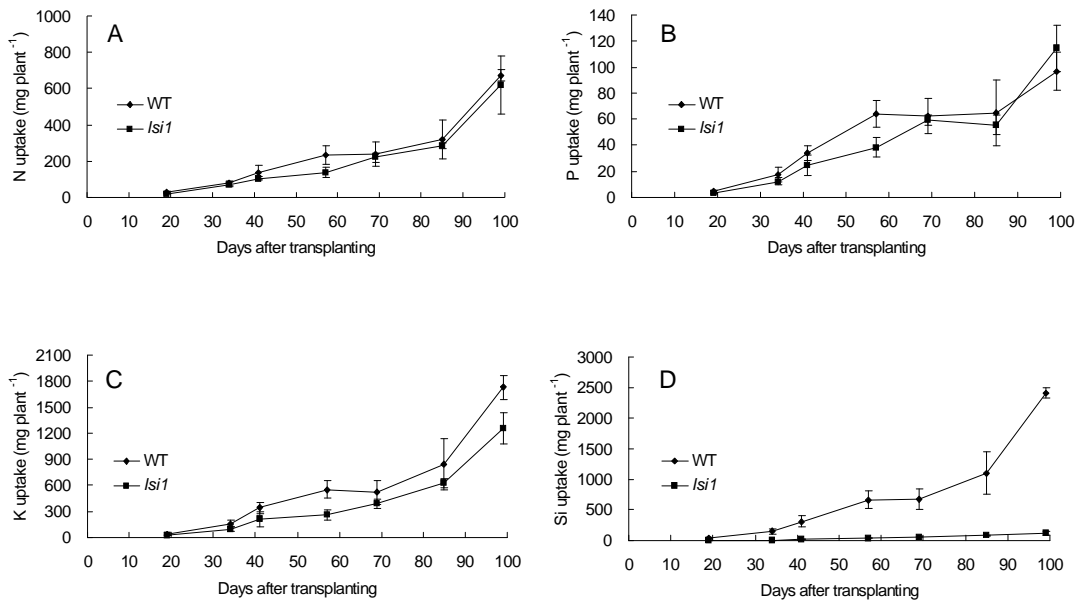 A
N uptake (mg plant -1)
1000
800
600
400
200
0
WT
lsi1
0 10 20 30 40 50 60 70 80 90 100
Days after transplanting
B
P uptake (mg plant -1)
140
120
100
80
60
40
20
0
WT
lsi1
0 10 20 30 40 50 60 70 80 90 100
Days after transplanting
C
K uptake (mg plant -1)
2100
1800
1500
1200
900
600
300
0
WT
lsi1
0 10 20 30 40 50 60 70 80 90 100
Days after transplanting
D
Si uptake (mg plant -1)
3000
2500
2000
1500
1000
500
0
WT
lsi1
0 10 20 30 40 50 60 70 80 90 100
Days after transplanting